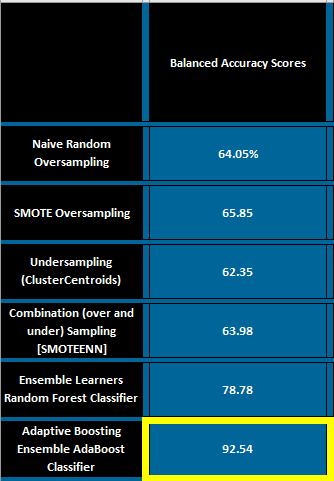 Balanced Accuracy Scores
Naive Random
Oversampling
64.05%
SMOTE Oversampling
65.85
Undersampling
(ClusterCentroids)
62.35
Combination (over and
under) Sampling
[SMOTEENN]
63.98
Ensemble Learners
Random Forest Classifier
78.78
Adaptive Boosting
Ensemble AdaBoost
Classifier
92.54